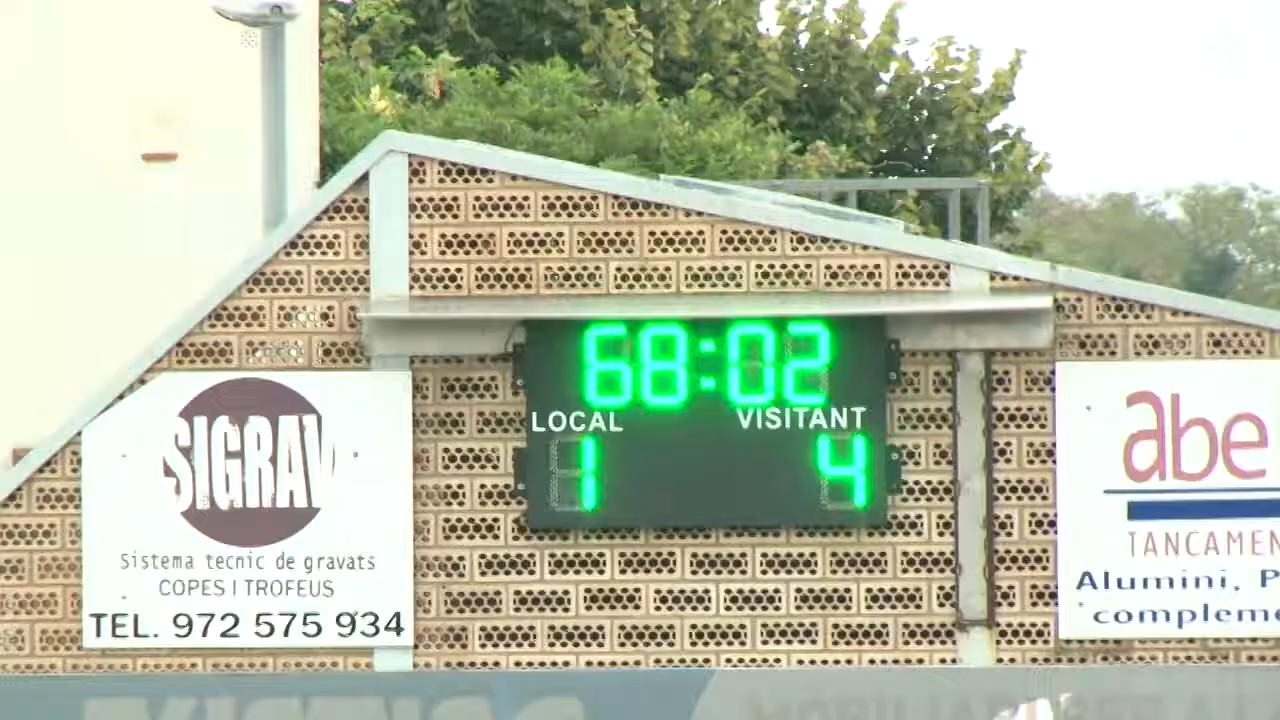 68:02
LOCAL VISITANT
1 4
SIGRAV
Sistema tecnic de gravats
COPES I TROFEUS
TEL. 972 575 934
abe
TANCAMEN
Alumini, P
complem